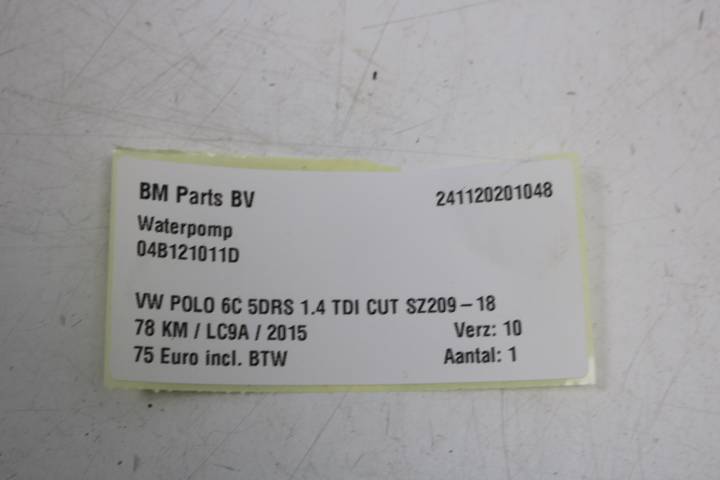 BM Parts BV 241120201048
Waterpomp
04B121011D
VW POLO 6C 5DRS 1.4 TDI CUT SZ209-18
78 KM / LC9A / 2015 Verz: 10
75 Euro incl. BTW Aantal: 1